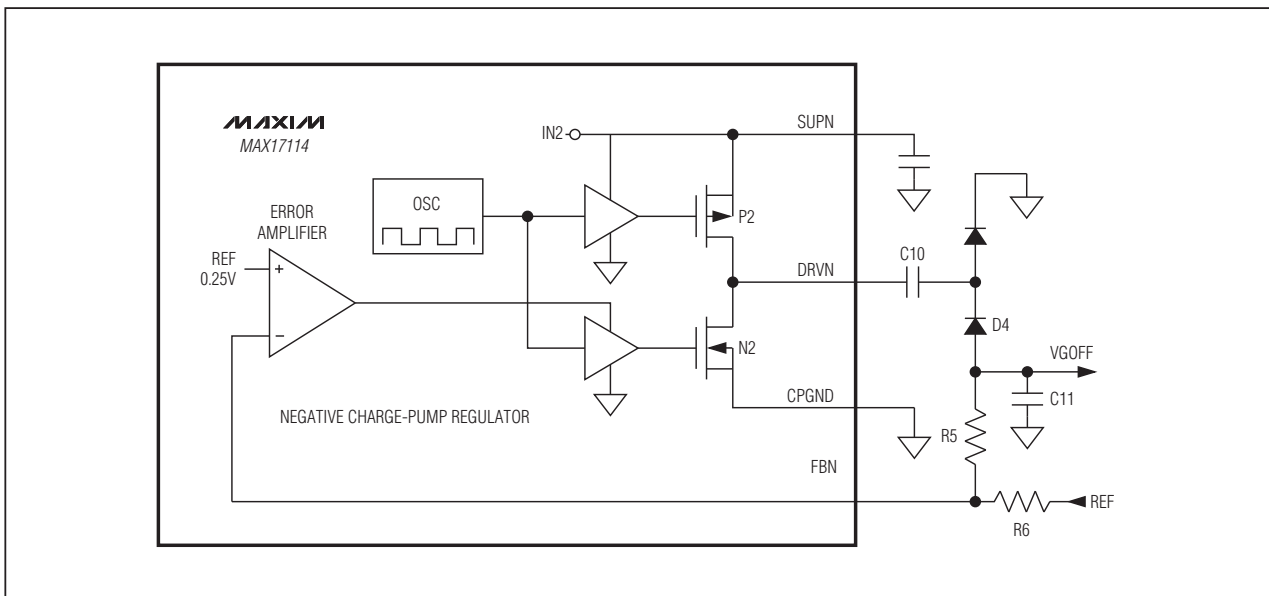 MAXIM
MAX17114
IN2
SUPN
OSC
P2
ERROR
AMPLIFIER
REF
0.25V
+
−
C10
DRVN
D4
N2
VGOFF
CPGND
C11
NEGATIVE CHARGE-PUMP REGULATOR
R5
FBN
REF
R6